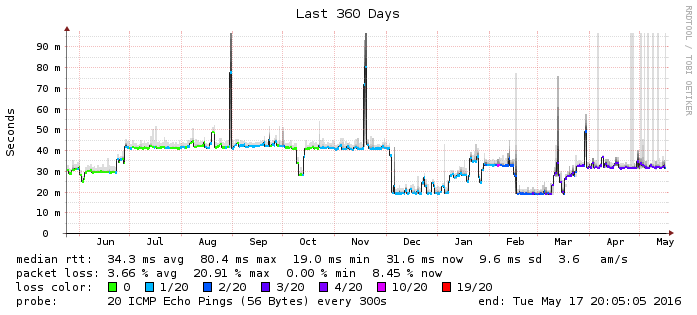 Last 360 Days
RRDTOOL / TOBI OETIKER
Seconds
90 m
80 m
70 m
60 m
50 m
40 m
30 m
20 m
10 m
0
Jun Jul Aug Sep Oct Nov Dec Jan Feb Mar Apr May
median rtt: 34.3 ms avg 80.4 ms max 19.0 ms min 31.6 ms now 9.6 ms sd 3.6 am/s
packet loss: 3.66 % avg 20.91 % max 0.00 % min 8.45 % now
loss color: 0 1/20 2/20 3/20 4/20 10/20 19/20
probe: 20 ICMP Echo Pings (56 Bytes) every 300s end: Tue May 17 20:05:05 2016